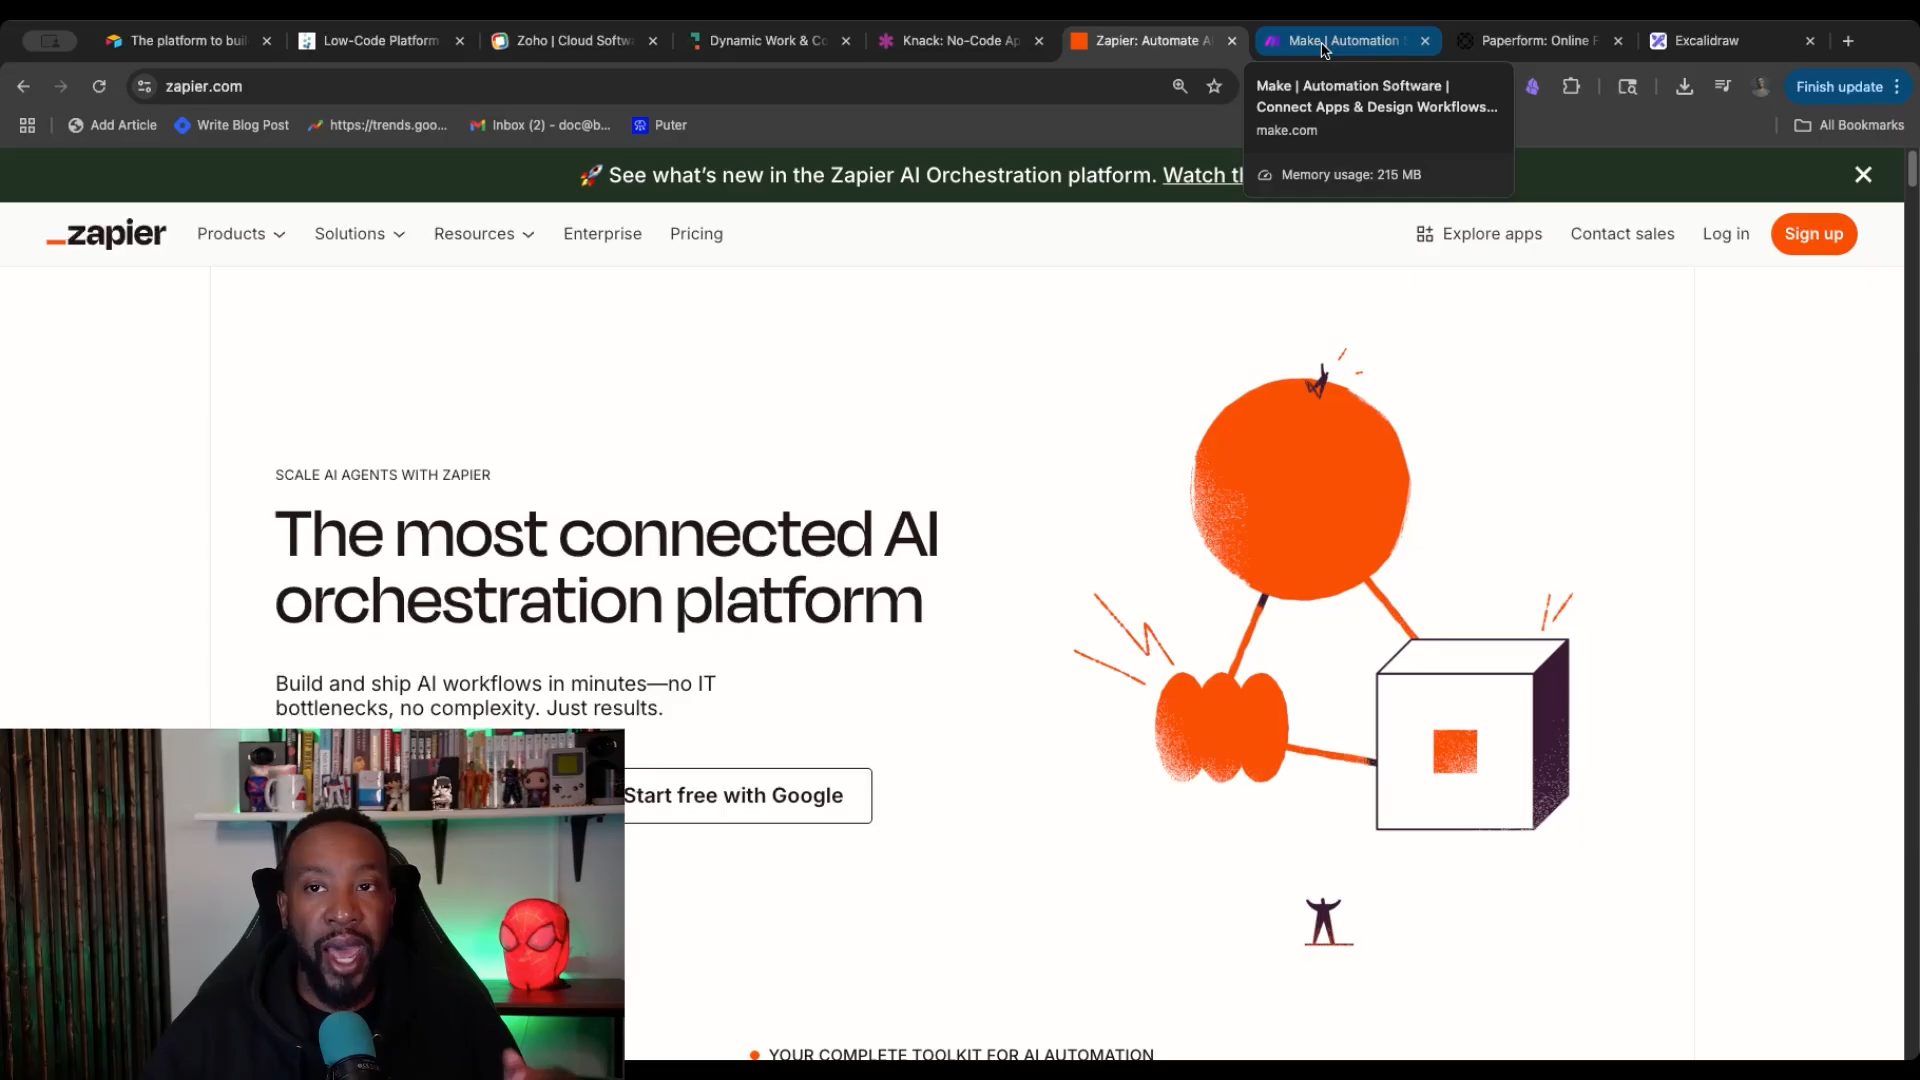 The platform to bui
Low-Code Platform
Zoho | Cloud Softw
Dynamic Work & Co
Knack: No-Code Ap
Zapier: Automate A
Make | Automation
Paperform: Online F
Excalidraw
zapier.com
Finish update
Make | Automation Software |
Connect Apps & Design Workflows...
make.com
Memory usage: 215 MB
Add Article
Write Blog Post
https://trends.goo...
Inbox (2) - doc@b...
Puter
All Bookmarks
🚀 See what's new in the Zapier AI Orchestration platform. Watch t
zapier
Products
Solutions
Resources
Enterprise
Pricing
Explore apps
Contact sales
Log in
Sign up
SCALE AI AGENTS WITH ZAPIER
The most connected AI
orchestration platform
Build and ship AI workflows in minutes—no IT
bottlenecks, no complexity. Just results.
Start free with Google
YOUR COMPLETE TOOLKIT FOR AI AUTOMATION